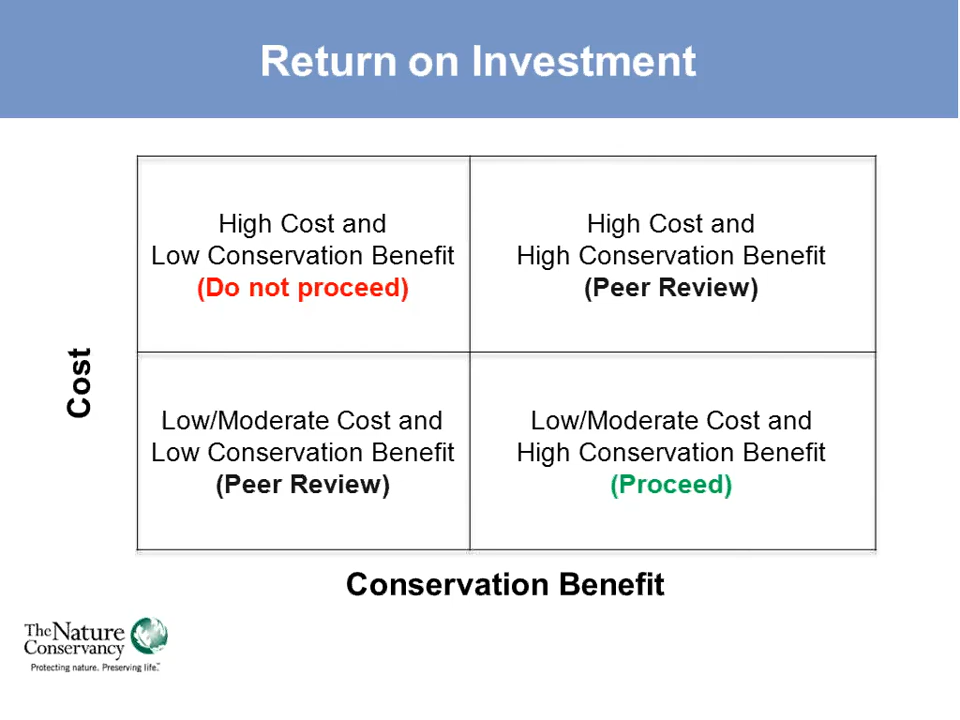 Return on Investment
High Cost and
Low Conservation Benefit
(Do not proceed)
High Cost and
High Conservation Benefit
(Peer Review)
Cost
Low/Moderate Cost and
Low Conservation Benefit
(Peer Review)
Low/Moderate Cost and
High Conservation Benefit
(Proceed)
Conservation Benefit
The Nature
Conservancy
Protecting nature. Preserving life.™